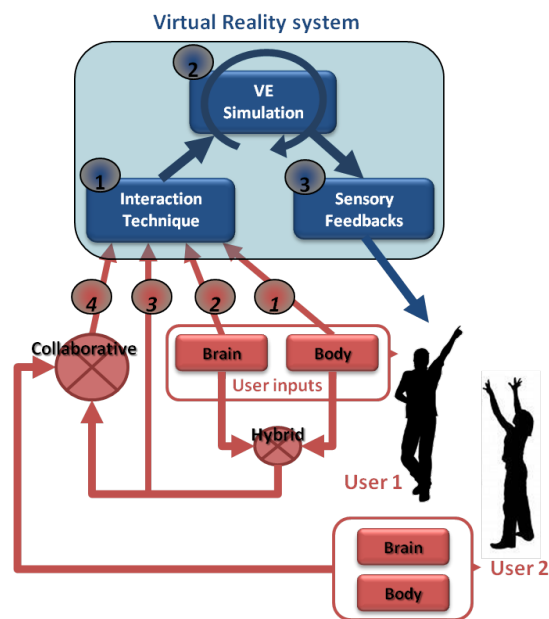 Virtual Reality system
2
VE
Simulation
1
Interaction
Technique
3
Sensory
Feedbacks
4
3
2
1
Collaborative
Brain
Body
User inputs
Hybrid
User 1
Brain
Body
User 2